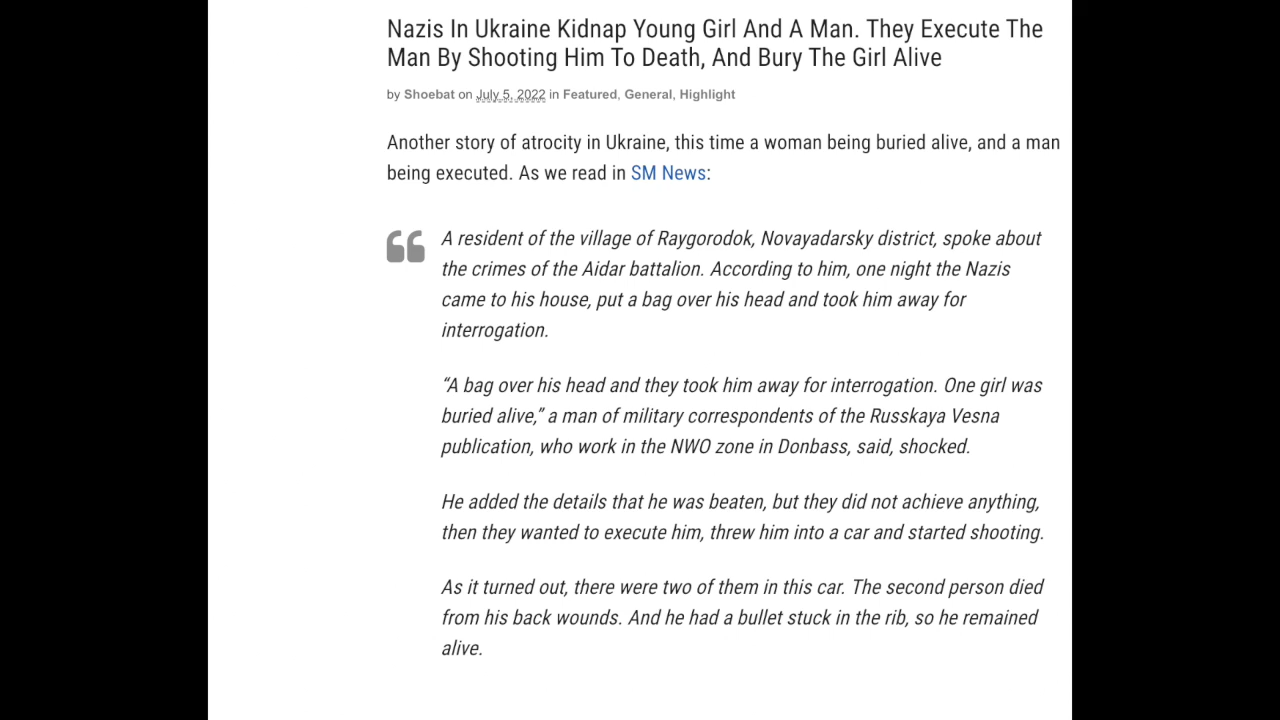 Nazis In Ukraine Kidnap Young Girl And A Man. They Execute The
Man By Shooting Him To Death, And Bury The Girl Alive
by Shoebat on July 5, 2022 in Featured, General, Highlight
Another story of atrocity in Ukraine, this time a woman being buried alive, and a man
being executed. As we read in SM News:
A resident of the village of Raygorodok, Novayadarsky district, spoke about
the crimes of the Aidar battalion. According to him, one night the Nazis
came to his house, put a bag over his head and took him away for
interrogation.
“A bag over his head and they took him away for interrogation. One girl was
buried alive,” a man of military correspondents of the Russkaya Vesna
publication, who work in the NWO zone in Donbass, said, shocked.
He added the details that he was beaten, but they did not achieve anything,
then they wanted to execute him, threw him into a car and started shooting.
As it turned out, there were two of them in this car. The second person died
from his back wounds. And he had a bullet stuck in the rib, so he remained
alive.